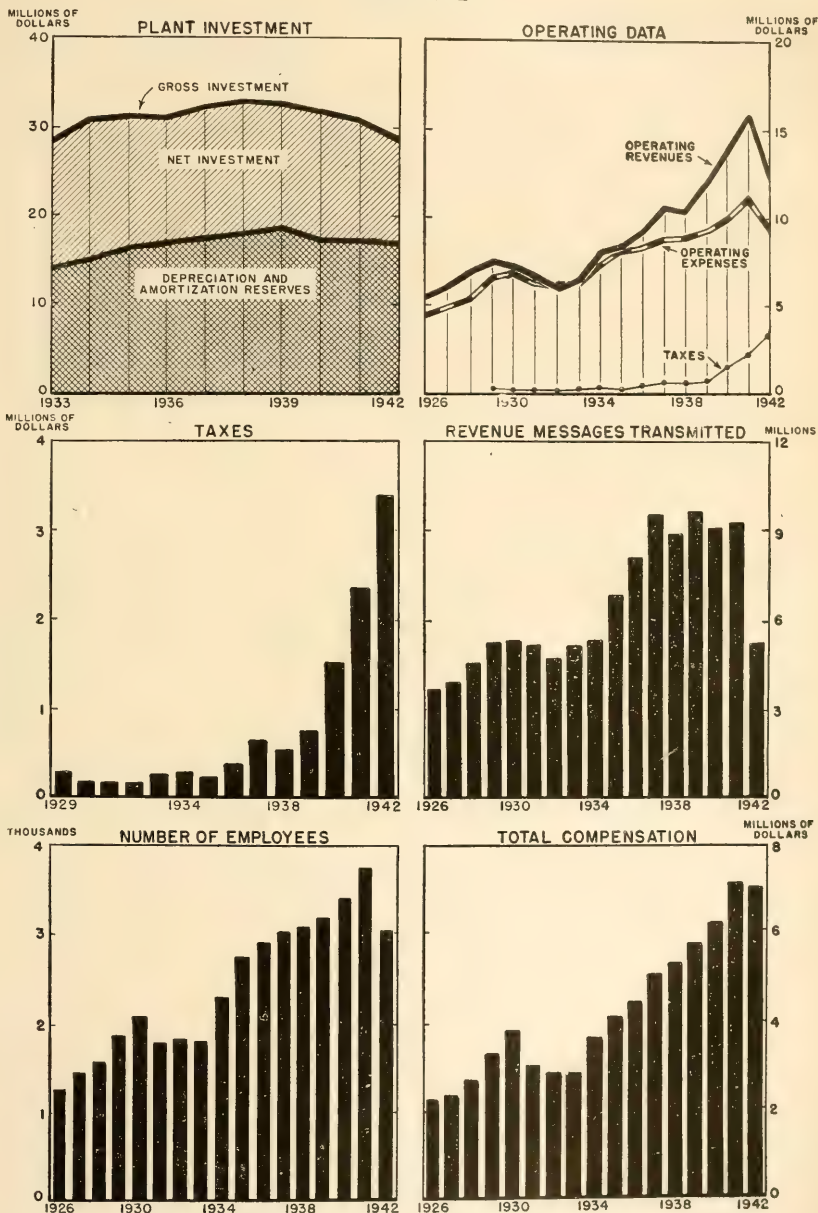 MILLIONS OF
DOLLARS
PLANT INVESTMENT
40
30
20
10
0
GROSS INVESTMENT
NET INVESTMENT
DEPRECIATION AND
AMORTIZATION RESERVES
1933 1936 1939 1942
OPERATING DATA
MILLIONS OF
DOLLARS
20
15
10
5
0
OPERATING
REVENUES
OPERATING
EXPENSES
TAXES
1926 1930 1934 1938 1942
MILLIONS OF
DOLLARS
TAXES
4
3
2
1
0
1929 1934 1938 1942
REVENUE MESSAGES TRANSMITTED
MILLIONS
12
9
6
3
0
1926 1930 1934 1938 1942
THOUSANDS
NUMBER OF EMPLOYEES
4
3
2
1
0
1926 1930 1934 1938 1942
TOTAL COMPENSATION
MILLIONS OF
DOLLARS
8
6
4
2
0
1926 1930 1934 1938 1942